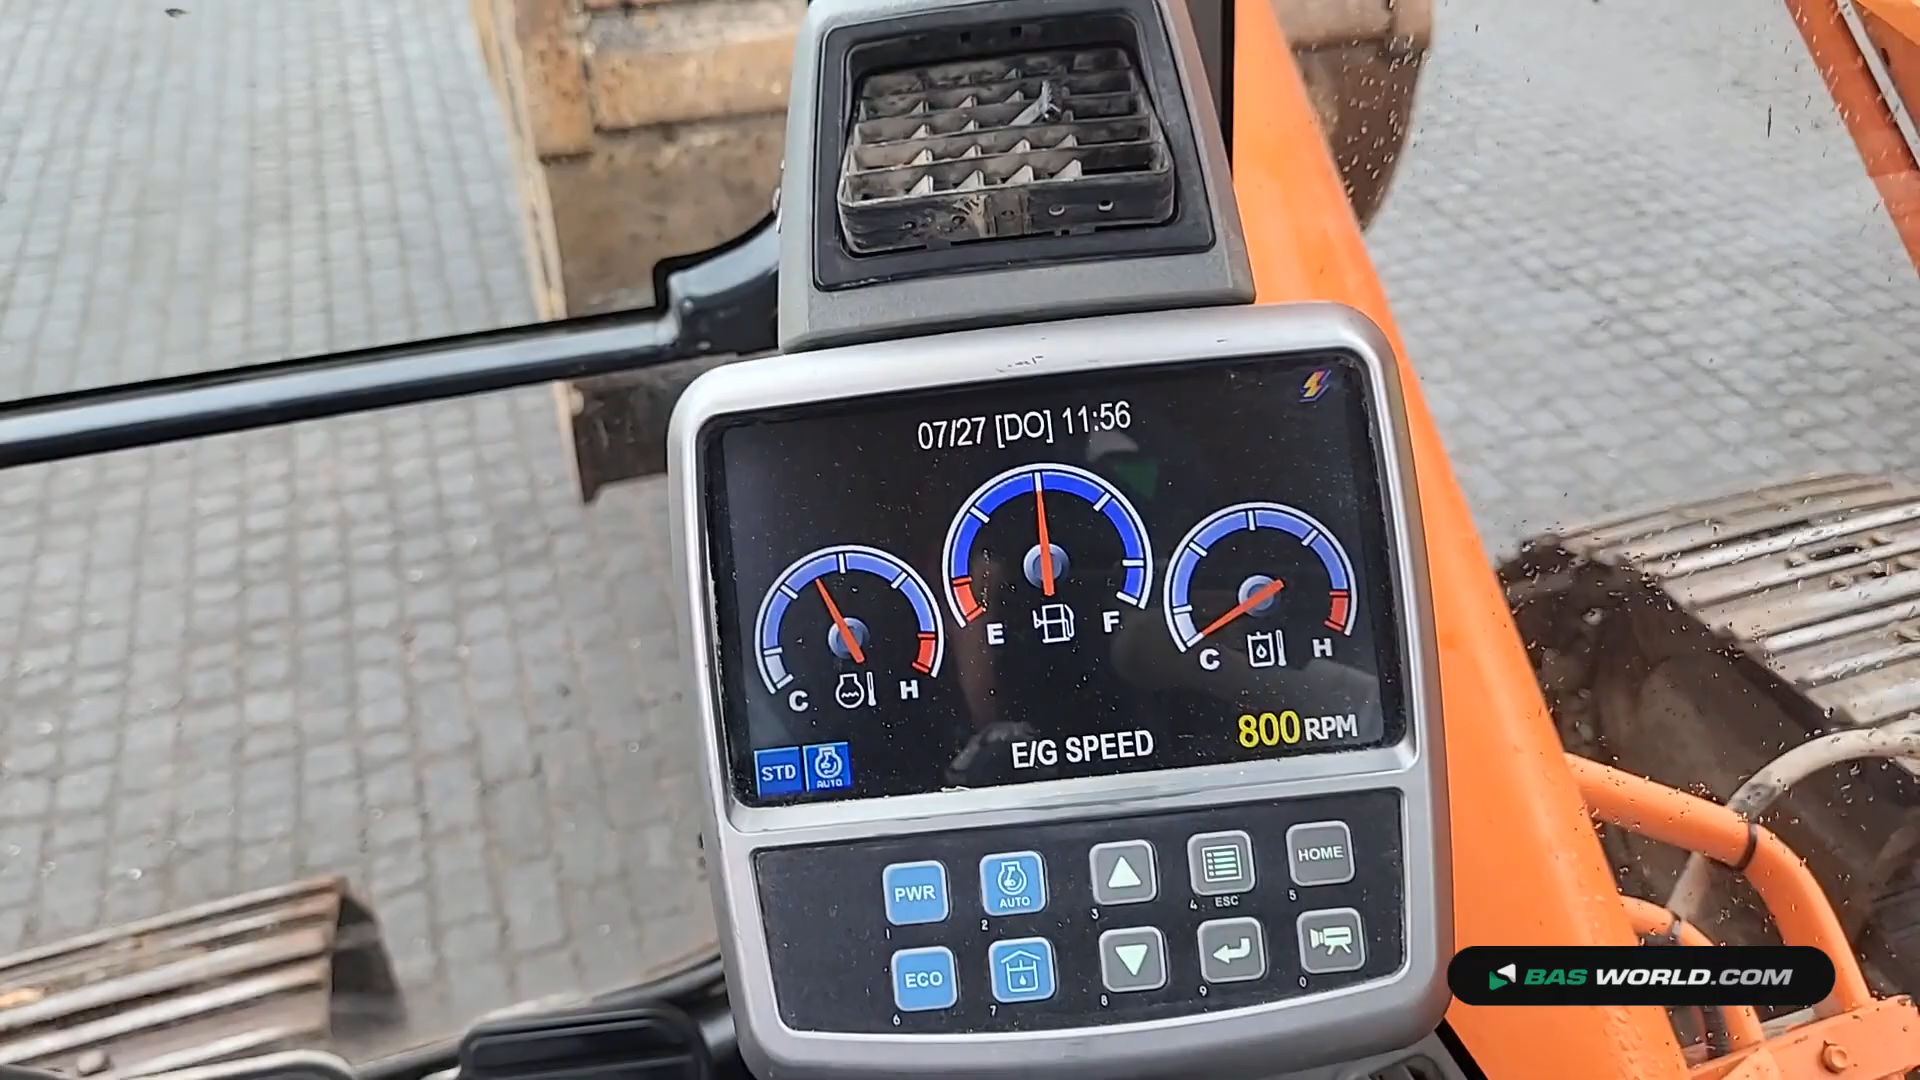 07/27 [DO] 11:56
E F
C H
C H
E/G SPEED 800 RPM
STD AUTO
PWR AUTO HOME
1 2 3 4 ESC 5
ECO
6 7 8 9 0
BAS WORLD.COM